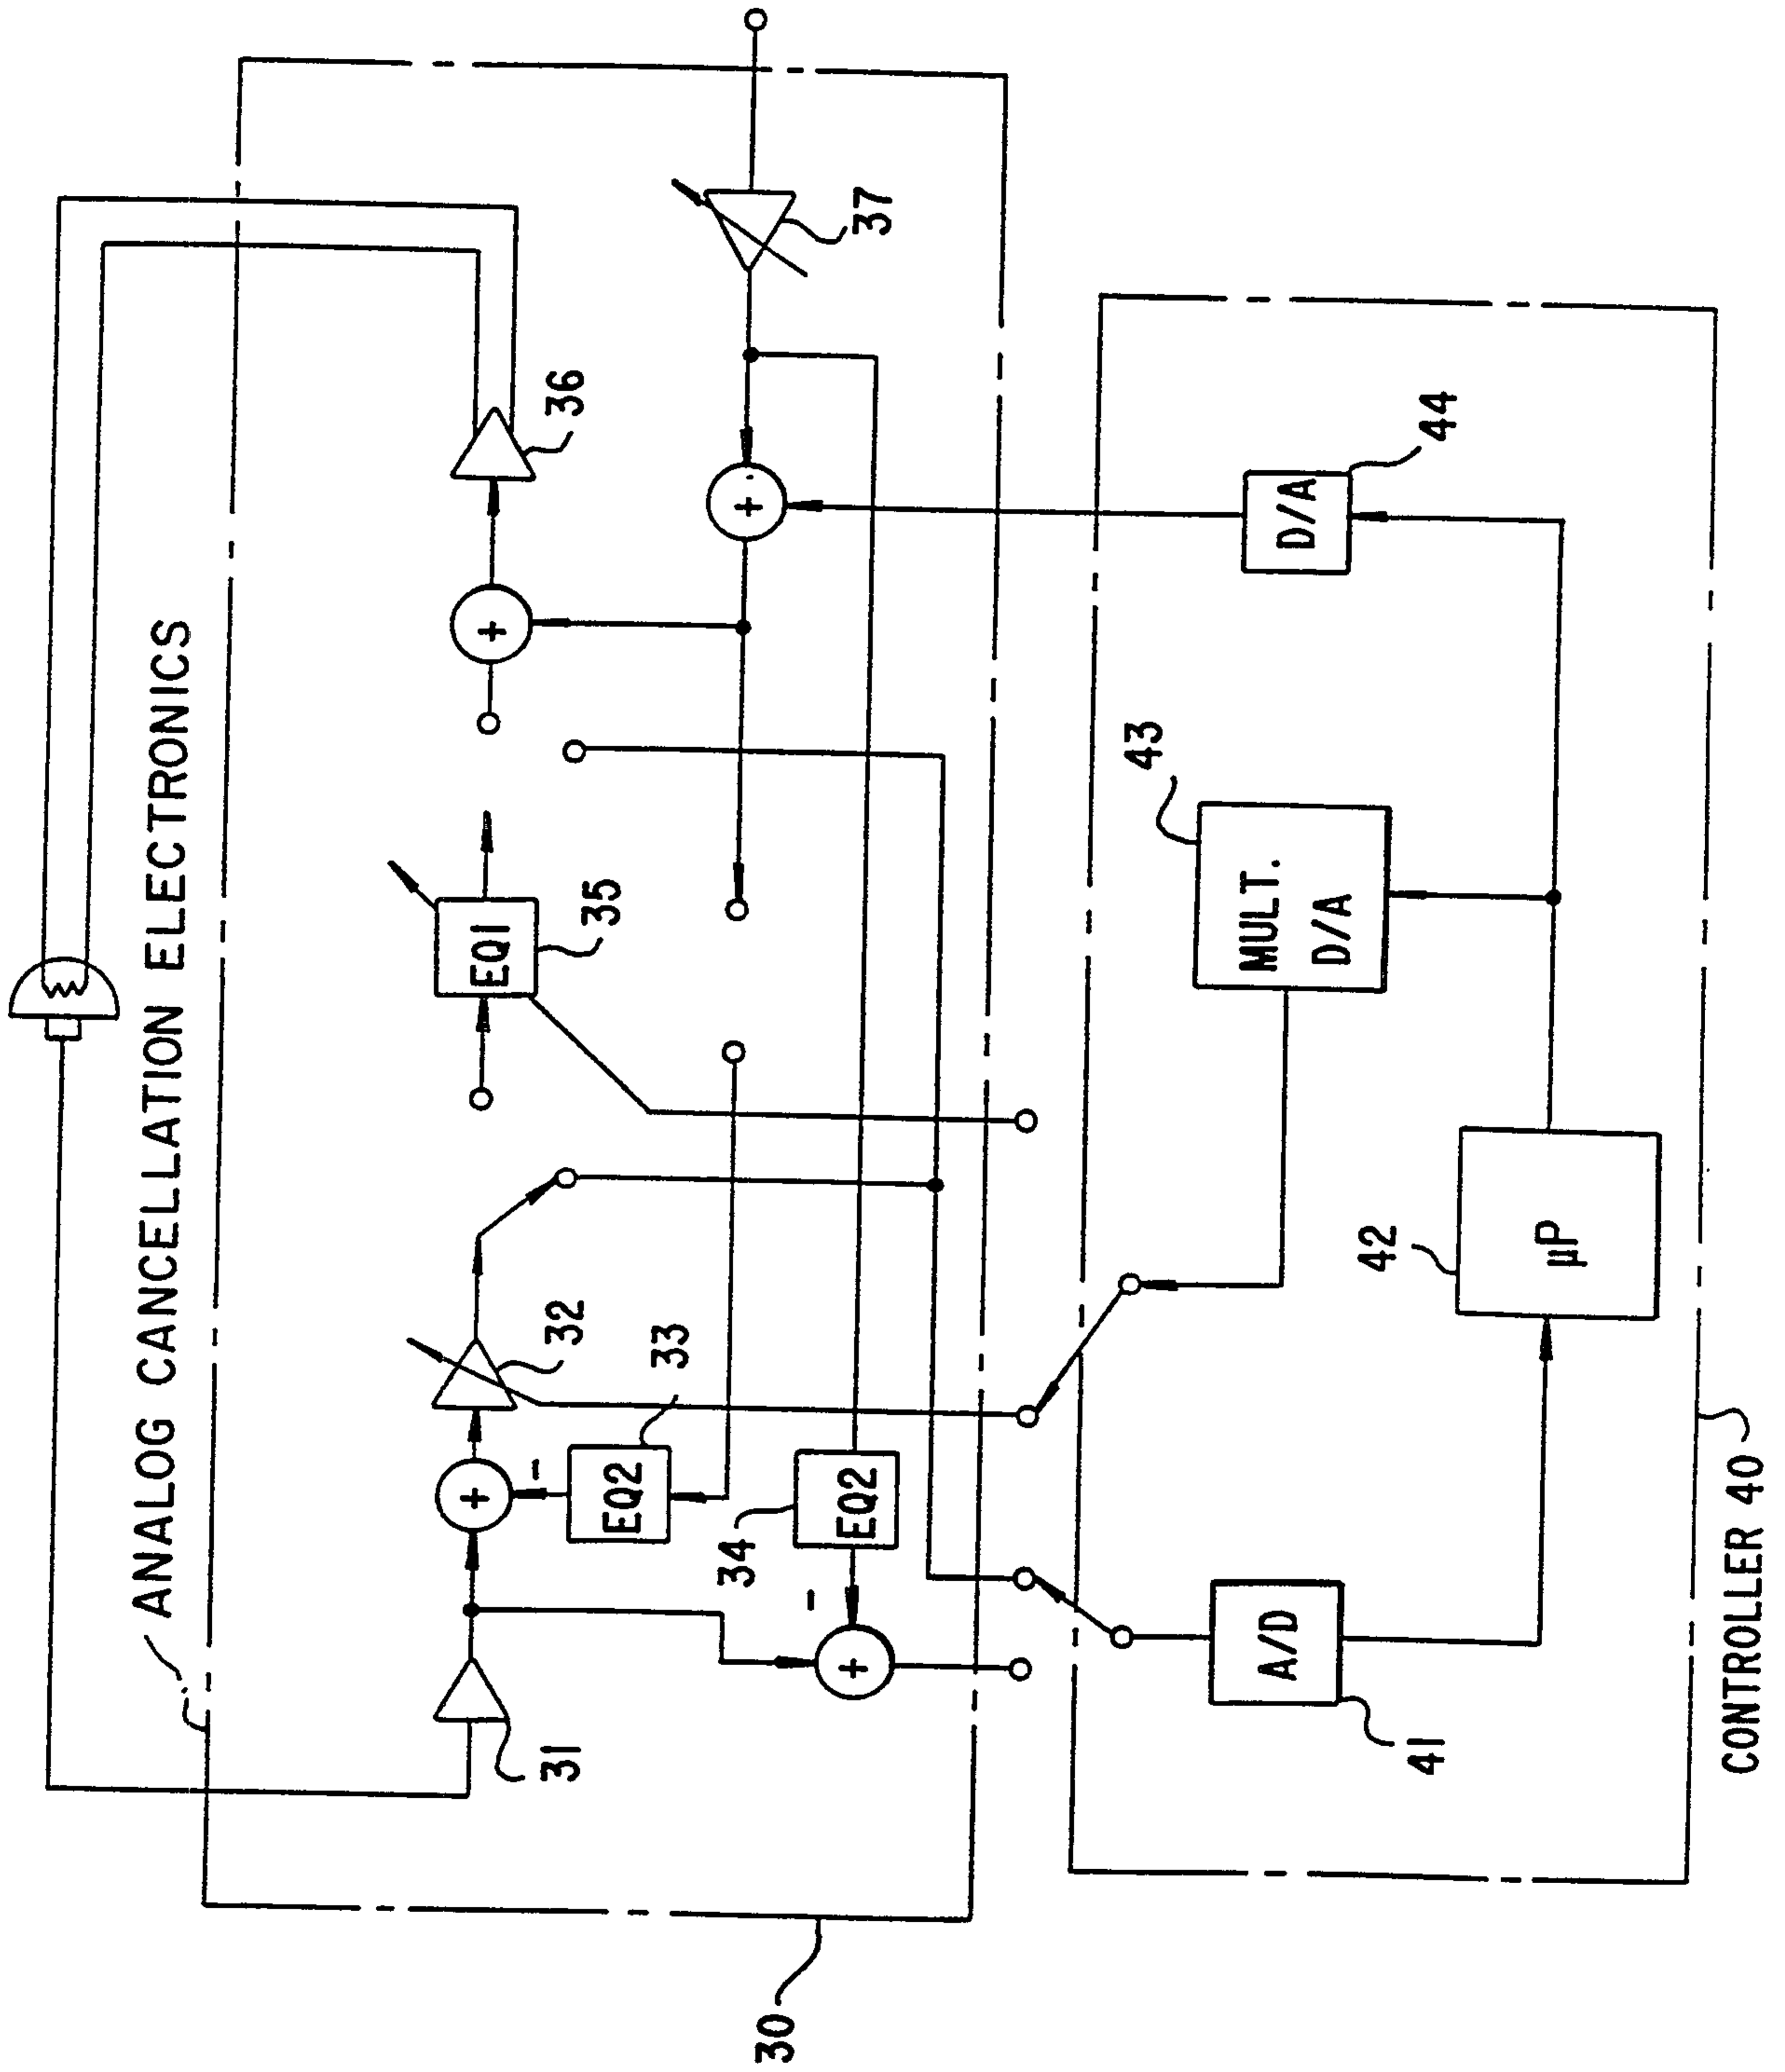 ANALOG CANCELLATION ELECTRONICS
31
+
-
32
EQ2
33
EQ1
35
+
36
+
-
34
EQ2
+
-
37
30
A/D
41
μP
42
MULT.
D/A
43
D/A
44
CONTROLLER 40